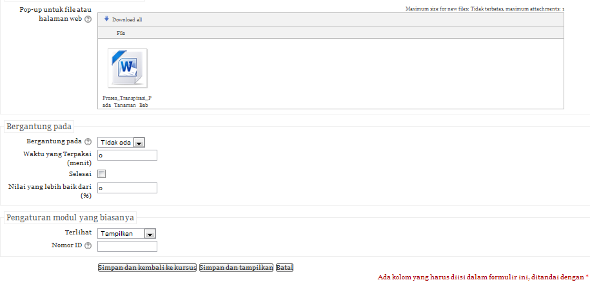 Pop-up untuk file atau
halaman web
Maximum size for new files: Tidak terbatas, maximum attachments: 1
Download all
File
Proses_Transpirasi_P
ada_Tanaman_Bab
Bergantung pada
Bergantung pada
Tidak ada
Waktu yang Terpakai
(menit)
0
Selesai
Nilai yang lebih baik dari
(%)
0
Pengaturan modul yang biasanya
Terlihat
Tampilkan
Nomor ID
Simpan dan kembali ke kursus
Simpan dan tampilkan
Batal
Ada kolom yang harus diisi dalam formulir ini, ditandai dengan *